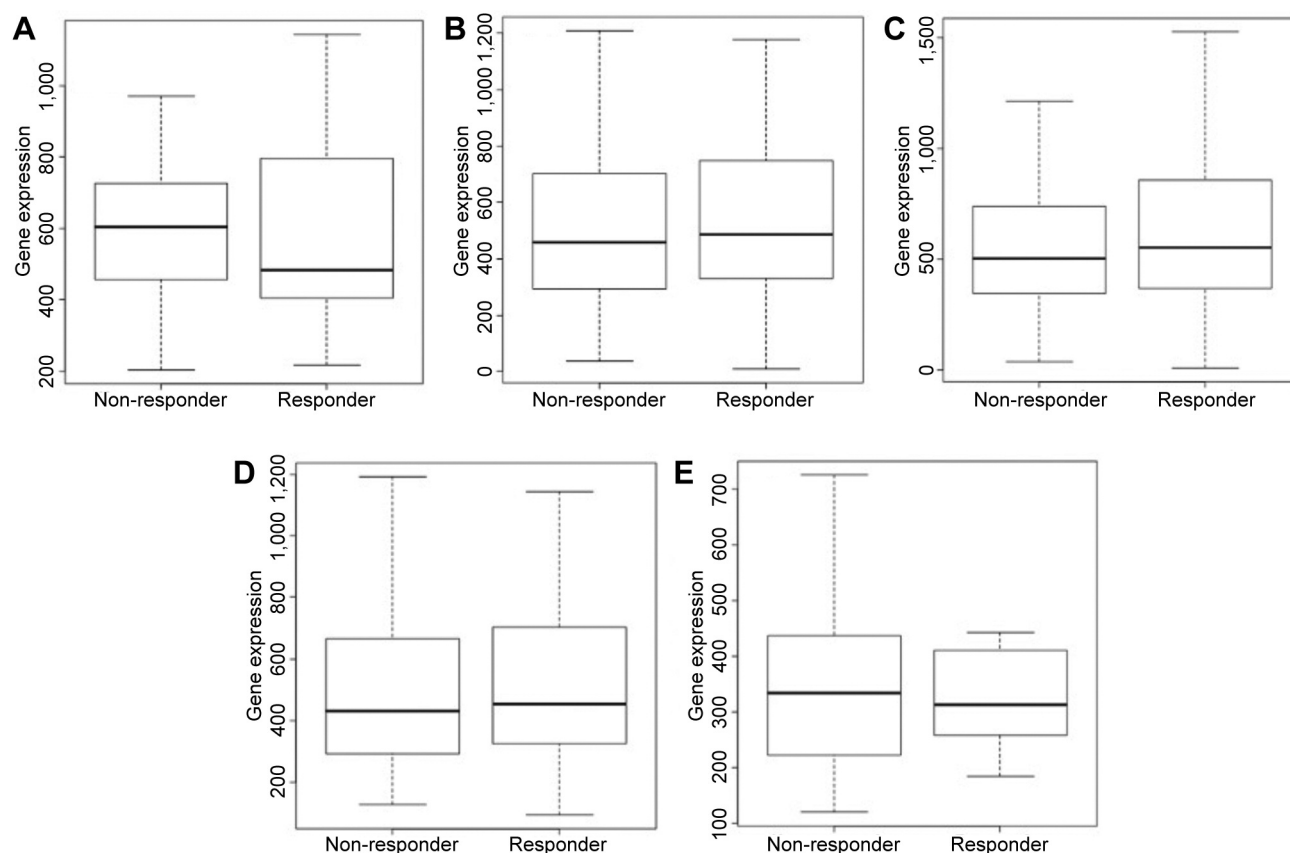 A
Gene expression
1,000
800
600
400
200
Non-responder
Responder
B
Gene expression
1,200
1,000
800
600
400
200
0
Non-responder
Responder
C
Gene expression
1,500
1,000
500
0
Non-responder
Responder
D
Gene expression
1,200
1,000
800
600
400
200
Non-responder
Responder
E
Gene expression
700
600
500
400
300
200
100
Non-responder
Responder